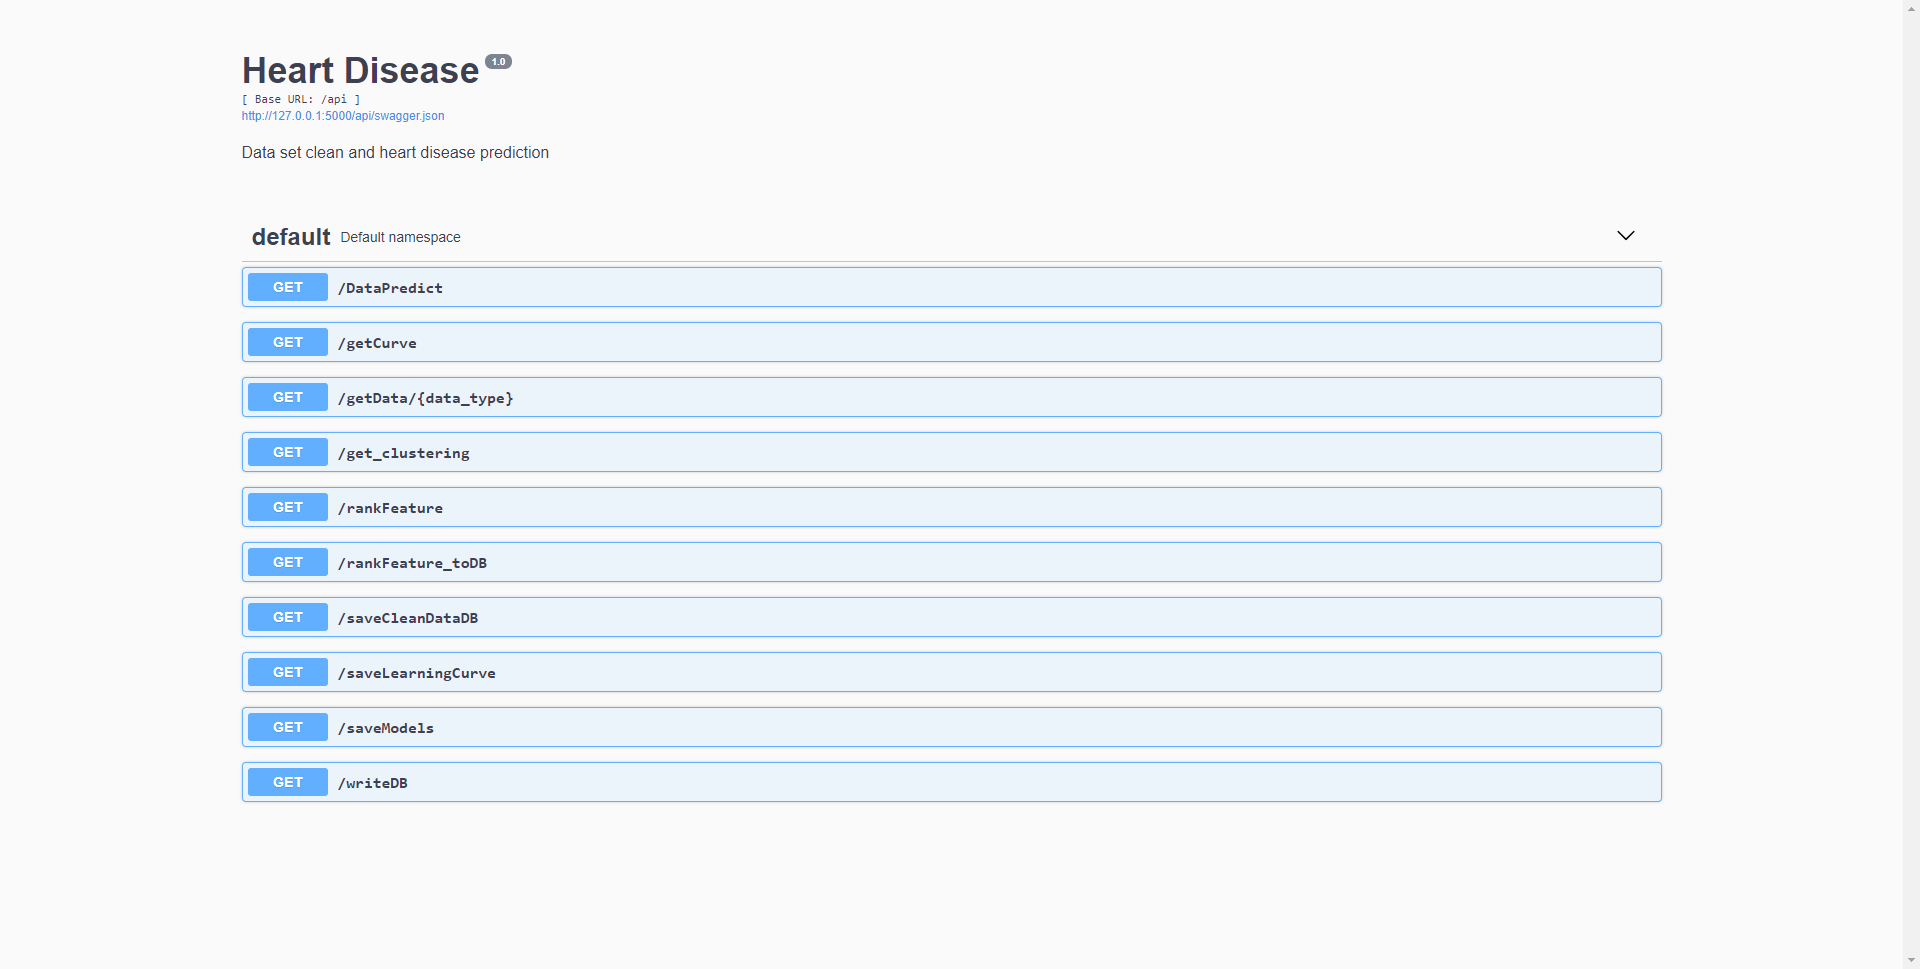 Heart Disease 1.0
[ Base URL: /api ]
http://127.0.0.1:5000/api/swagger.json
Data set clean and heart disease prediction
default Default namespace
GET /DataPredict
GET /getCurve
GET /getData/{data_type}
GET /get_clustering
GET /rankFeature
GET /rankFeature_toDB
GET /saveCleanDataDB
GET /saveLearningCurve
GET /saveModels
GET /writeDB